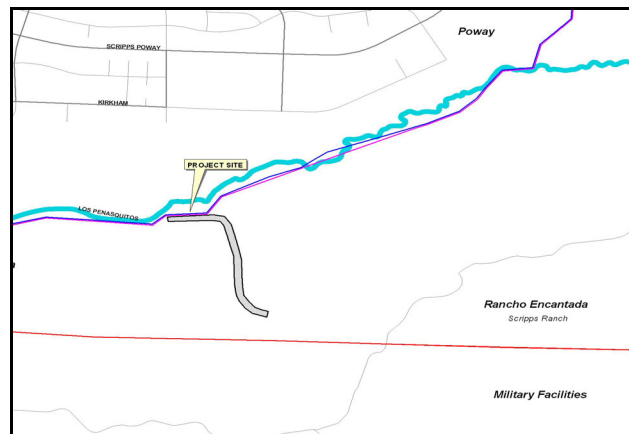 Poway
SCRIPPS POWAY
KIRKHAM
PROJECT SITE
LOS PENASQUITOS
Rancho Encantada
Scripps Ranch
Military Facilities